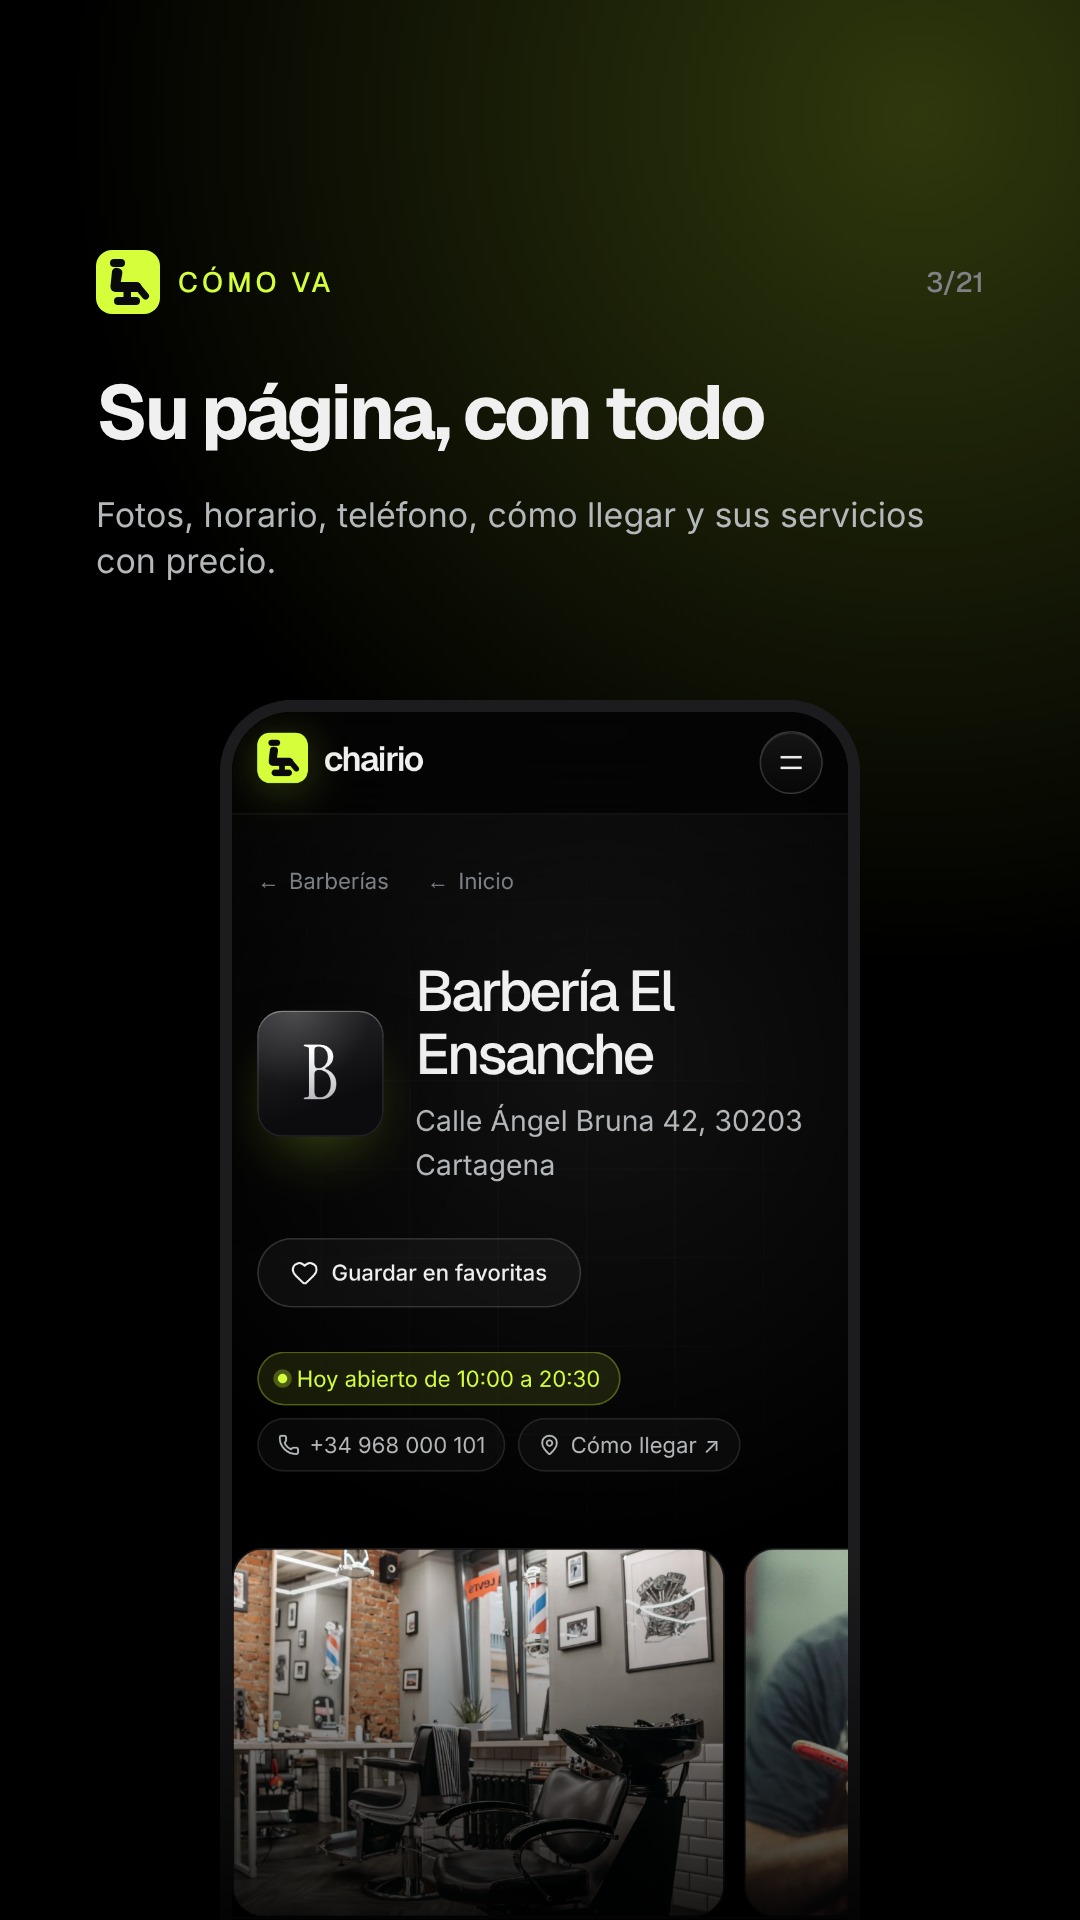 CÓMO VA
3/21
Su página, con todo
Fotos, horario, teléfono, cómo llegar y sus servicios
con precio.
chairio
← Barberías ← Inicio
B
Barbería El
Ensanche
Calle Ángel Bruna 42, 30203
Cartagena
Guardar en favoritas
Hoy abierto de 10:00 a 20:30
+34 968 000 101
Cómo llegar ↗
LEVI'S